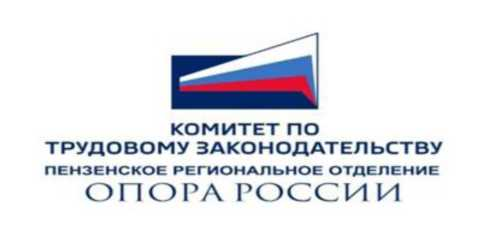 КОМИТЕТ ПО
ТРУДОВОМУ ЗАКОНОДАТЕЛЬСТВУ
ПЕНЗЕНСКОЕ РЕГИОНАЛЬНОЕ ОТДЕЛЕНИЕ
ОПОРА РОССИИ